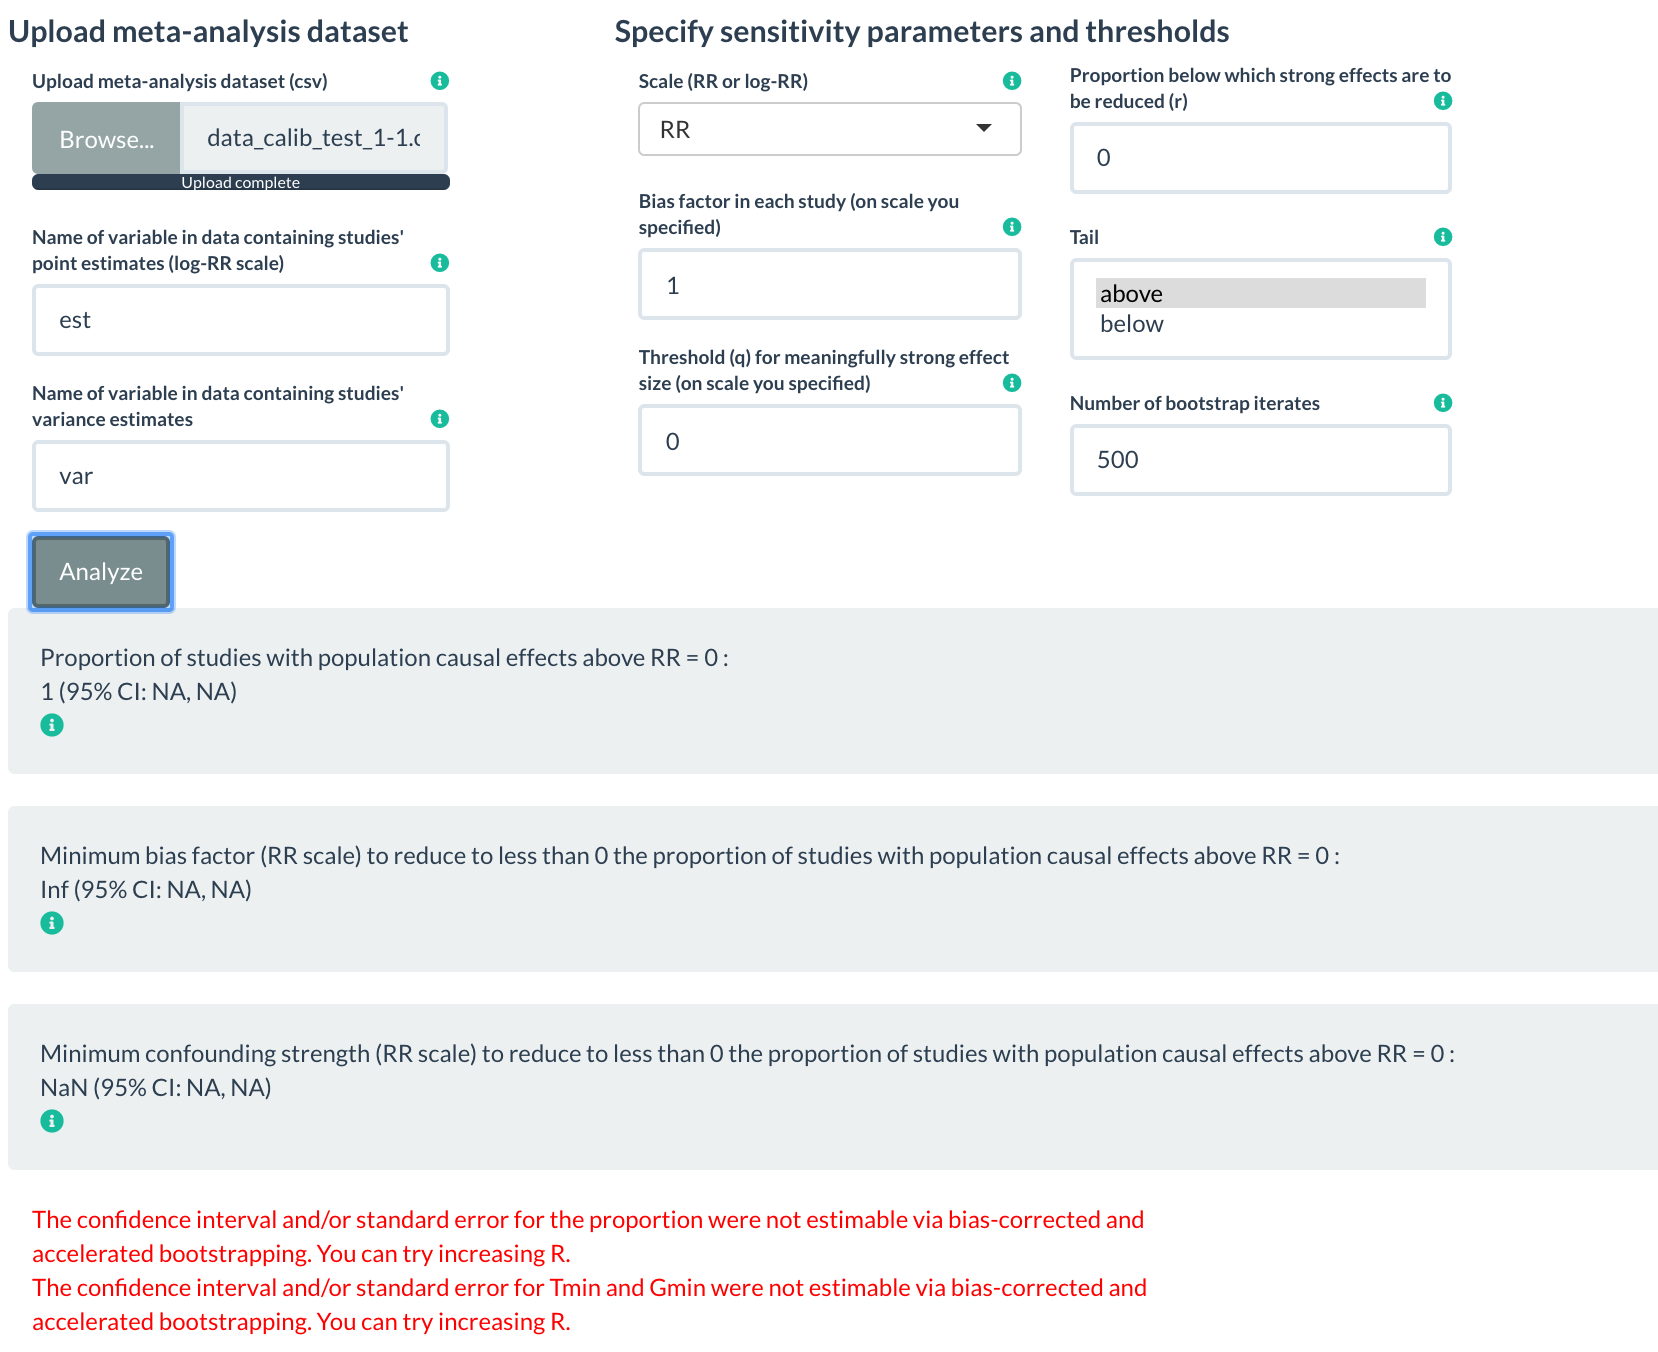 Upload meta-analysis dataset
Upload meta-analysis dataset (csv)
Browse...
data_calib_test_1-1.c
Upload complete
Name of variable in data containing studies'
point estimates (log-RR scale)
est
Name of variable in data containing studies'
variance estimates
var
Analyze
Specify sensitivity parameters and thresholds
Scale (RR or log-RR)
RR
Bias factor in each study (on scale you
specified)
1
Threshold (q) for meaningfully strong effect
size (on scale you specified)
0
Proportion below which strong effects are to
be reduced (r)
0
Tail
above
below
Number of bootstrap iterates
500
Proportion of studies with population causal effects above RR = 0 :
1 (95% CI: NA, NA)
Minimum bias factor (RR scale) to reduce to less than 0 the proportion of studies with population causal effects above RR = 0 :
Inf (95% CI: NA, NA)
Minimum confounding strength (RR scale) to reduce to less than 0 the proportion of studies with population causal effects above RR = 0 :
NaN (95% CI: NA, NA)
The confidence interval and/or standard error for the proportion were not estimable via bias-corrected and
accelerated bootstrapping. You can try increasing R.
The confidence interval and/or standard error for Tmin and Gmin were not estimable via bias-corrected and
accelerated bootstrapping. You can try increasing R.